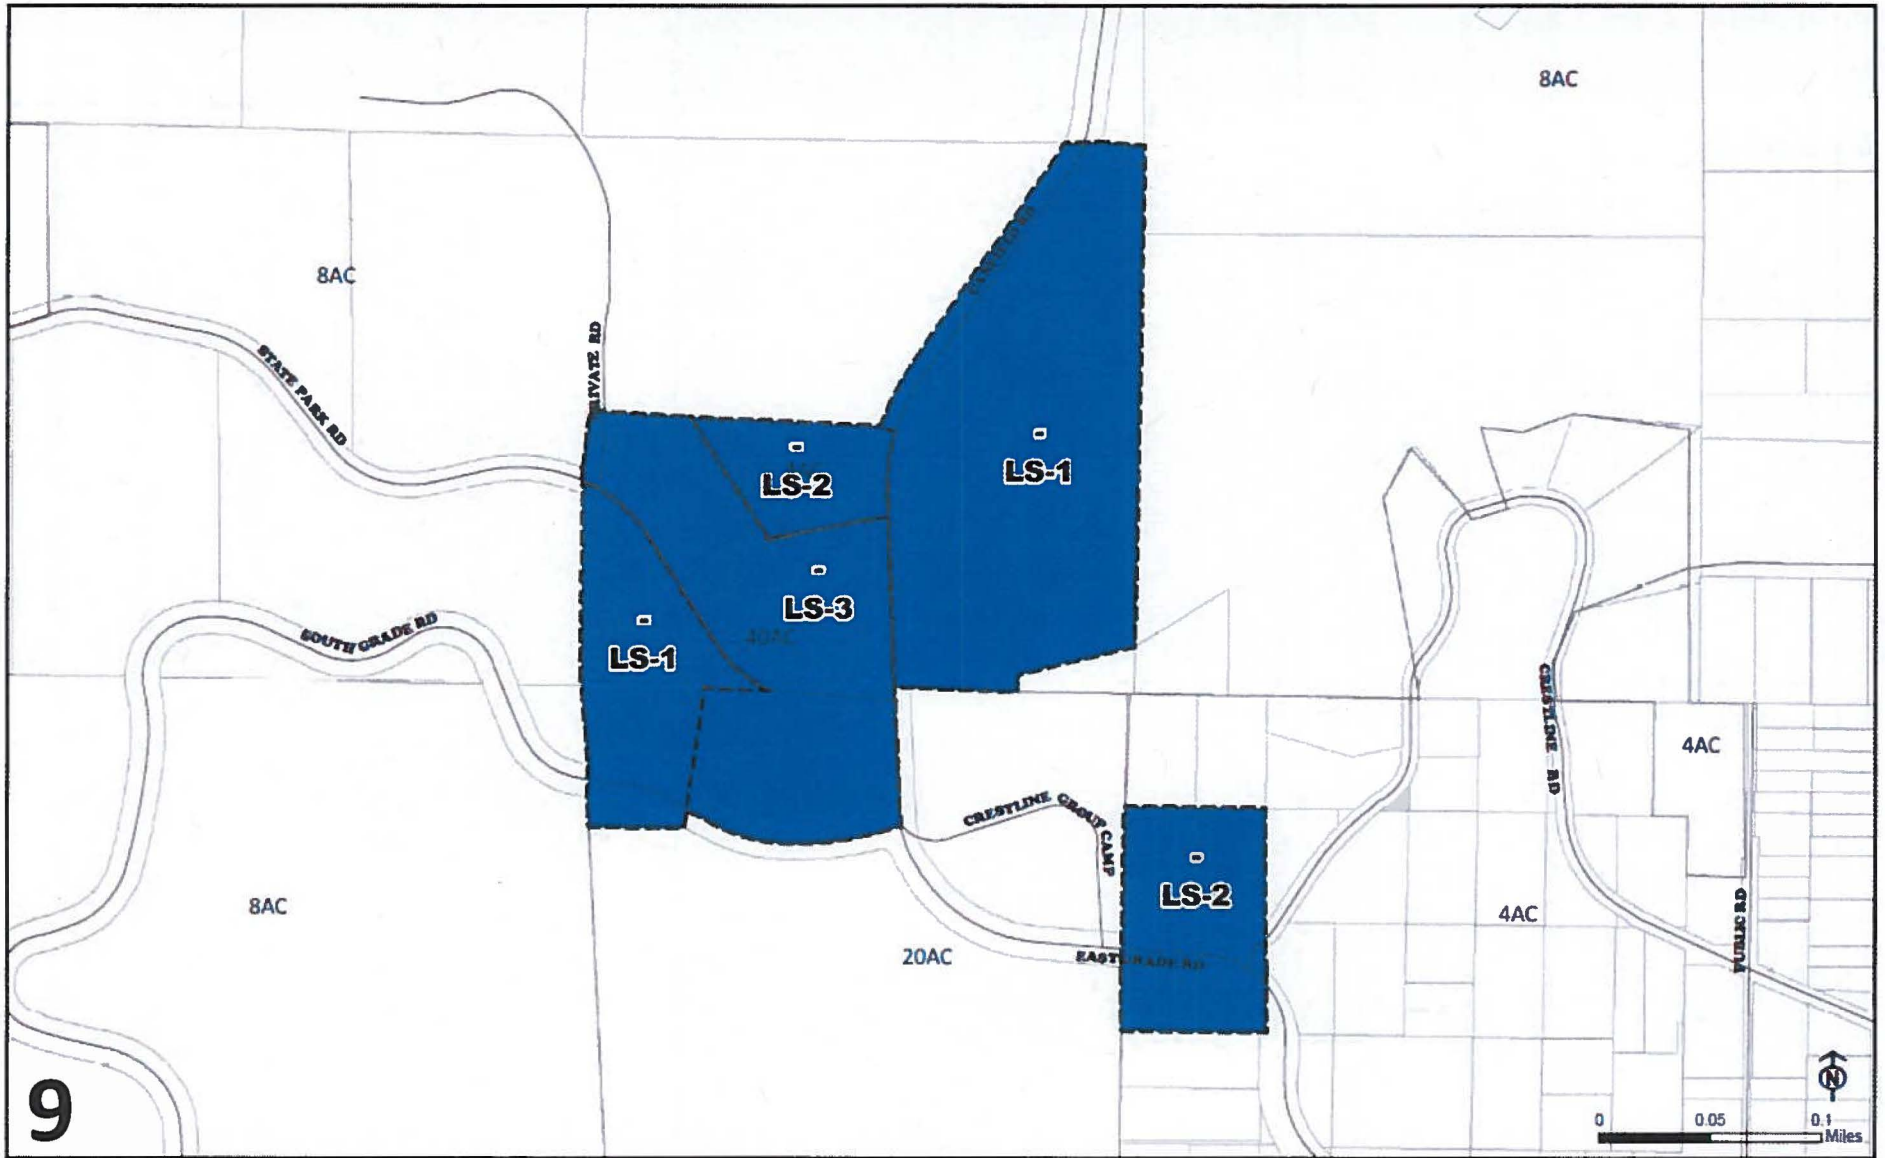 8AC
8AC
STATE PARK RD
LS-2
LS-1
LS-3
40AC
LS-1
SOUTH GRADE RD
CRESTLINE RD
4AC
CRESTLINE GROUP CAMP
LS-2
8AC
4AC
PUBLIC RD
20AC
EAST GRADE RD
N
9
0 0.05 0.1
Miles